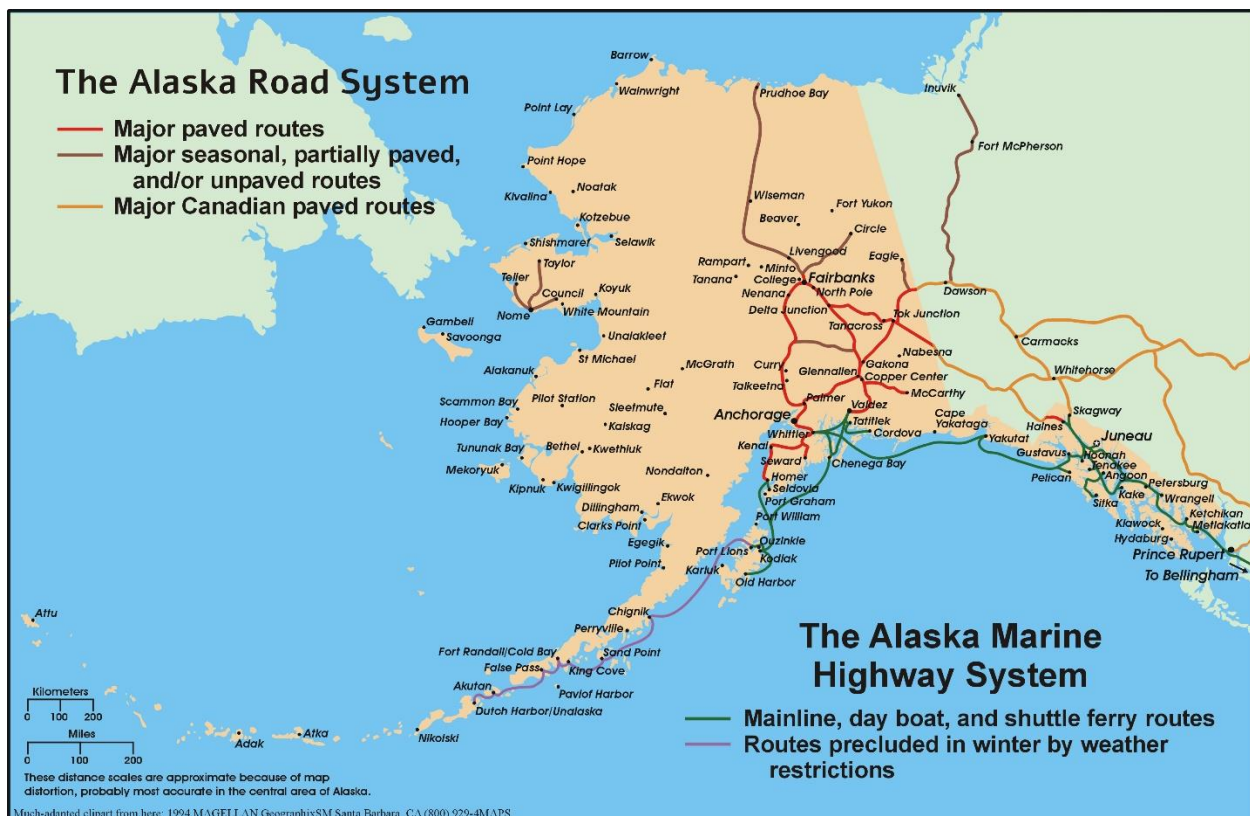 The Alaska Road System
Major paved routes
Major seasonal, partially paved,
and/or unpaved routes
Major Canadian paved routes
Barrow
Wainwright
Prudhoe Bay
Inuvik
Point Lay
Fort McPherson
Point Hope
Noatak
Kivalina
Wiseman
Fort Yukon
Beaver
Kotzebue
Circle
Shishmaref
Selawik
Livengood
Eagle
Taylor
Rampart
Minto
Tanana
College
Fairbanks
Teller
Council
Koyuk
Nenana
North Pole
Dawson
White Mountain
Nome
Delta Junction
Tanacross
Tok Junction
Gambell
Savoonga
Unalakleet
Carmacks
St Michael
Nabesna
Alakanuk
McGrath
Curry
Glennallen
Gakona
Copper Center
Whitehorse
Flat
Talkeetna
McCarthy
Scammon Bay
Pilot Station
Sleetmute
Palmer
Valdez
Hooper Bay
Anchorage
Tatitlek
Cape
Yakataga
Skagway
Kalskag
Whittier
Cordova
Haines
Tununak Bay
Bethel
Kwethluk
Kenai
Yakutat
Juneau
Mekoryuk
Seward
Chenega Bay
Gustavus
Hoonah
Tenakee
Angoon
Nondalton
Homer
Pelican
Petersburg
Kipnuk
Kwigillingok
Seldovia
Kake
Wrangell
Ekwok
Port Graham
Sitka
Dillingham
Clarks Point
Port William
Ketchikan
Klawock
Metlakatla
Hydaburg
Egegik
Port Lions
Ouzinkie
Kodiak
Prince Rupert
Pilot Point
Karluk
Old Harbor
To Bellingham
Attu
Chignik
Perryville
Fort Randall/Cold Bay
Sand Point
False Pass
King Cove
Akutan
Pavlof Harbor
Dutch Harbor/Unalaska
Nikolski
Atka
Adak
The Alaska Marine
Highway System
Mainline, day boat, and shuttle ferry routes
Routes precluded in winter by weather
restrictions
Kilometers
0 100 200
Miles
0 100 200
These distance scales are approximate because of map
distortion, probably most accurate in the central area of Alaska.
Much-adapted clipart from here: 1994 MAGELLAN GeographixSM Santa Barbara, CA (800) 929-4MAPS